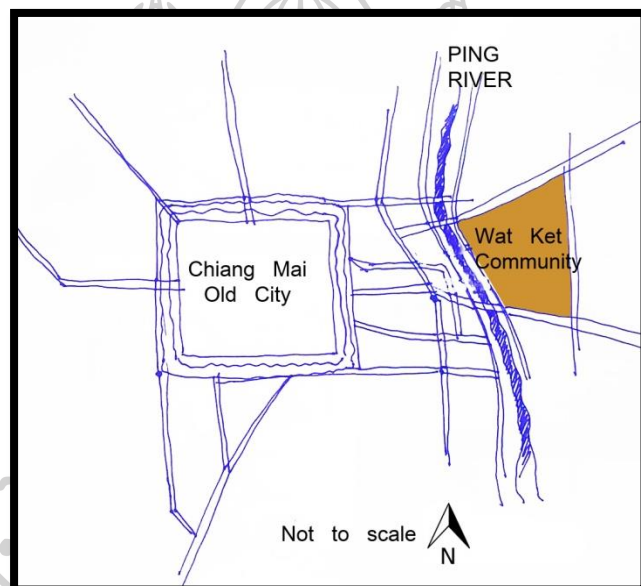 PING
RIVER
Wat Ket
Community
Chiang Mai
Old City
Not to scale
N